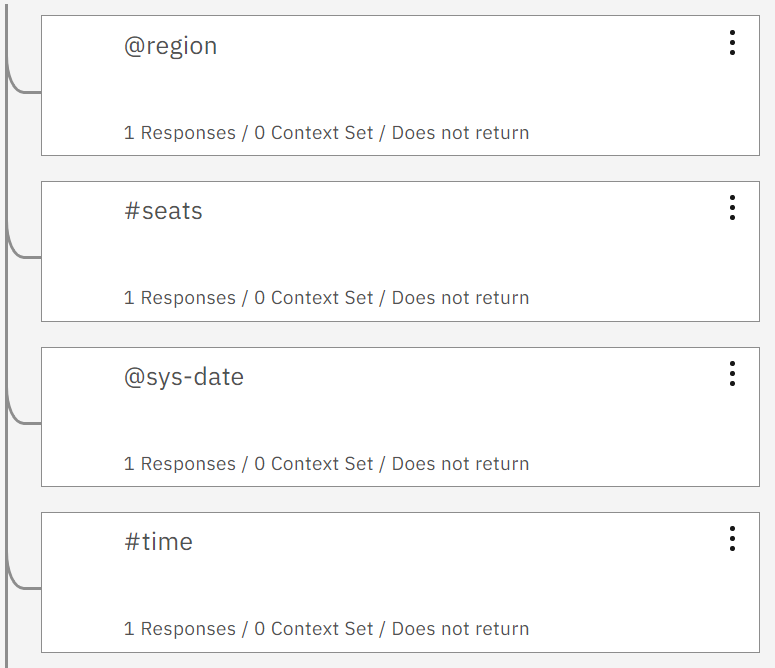 @region
1 Responses / 0 Context Set / Does not return
#seats
1 Responses / 0 Context Set / Does not return
@sys-date
1 Responses / 0 Context Set / Does not return
#time
1 Responses / 0 Context Set / Does not return